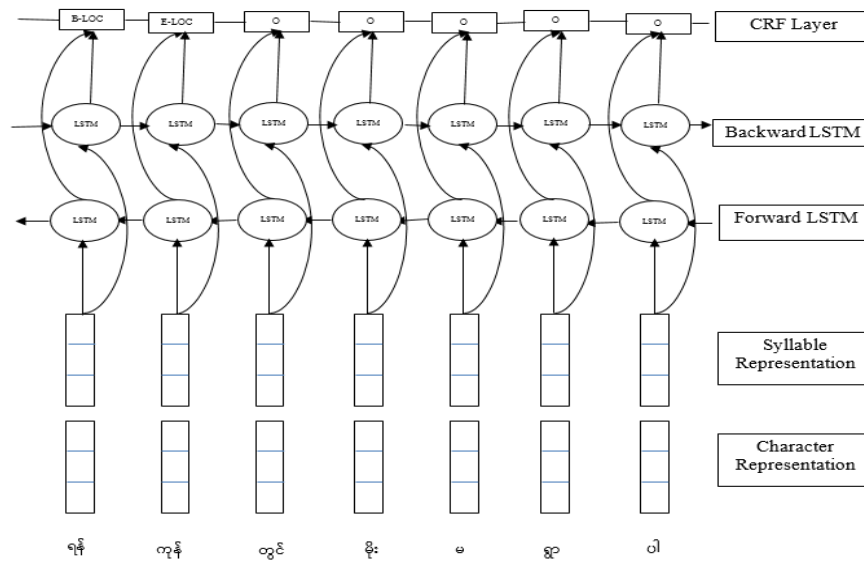 B-LOC E-LOC O O O O O CRF Layer
LSTM LSTM LSTM LSTM LSTM LSTM LSTM Backward LSTM
LSTM LSTM LSTM LSTM LSTM LSTM LSTM Forward LSTM
Syllable
Representation
Character
Representation
ရန် ကုန် တွင် မိုး မ ရွာ ပါ